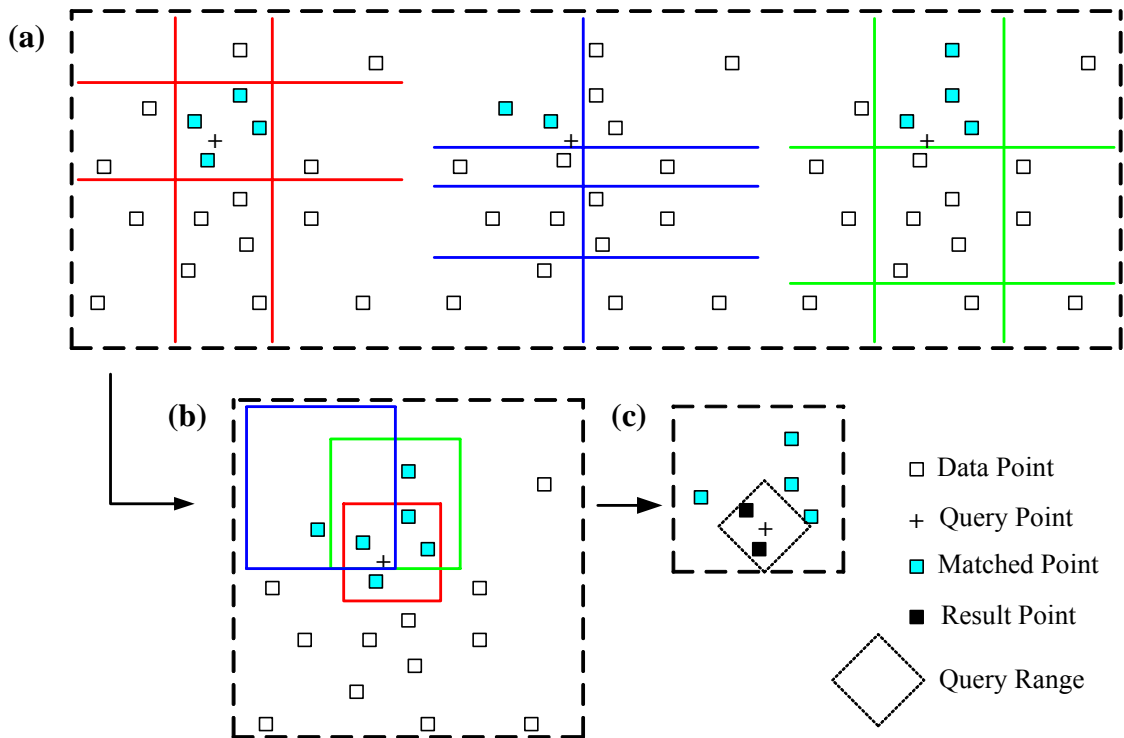 (a)
(b)
(c)
Data Point
Query Point
Matched Point
Result Point
Query Range